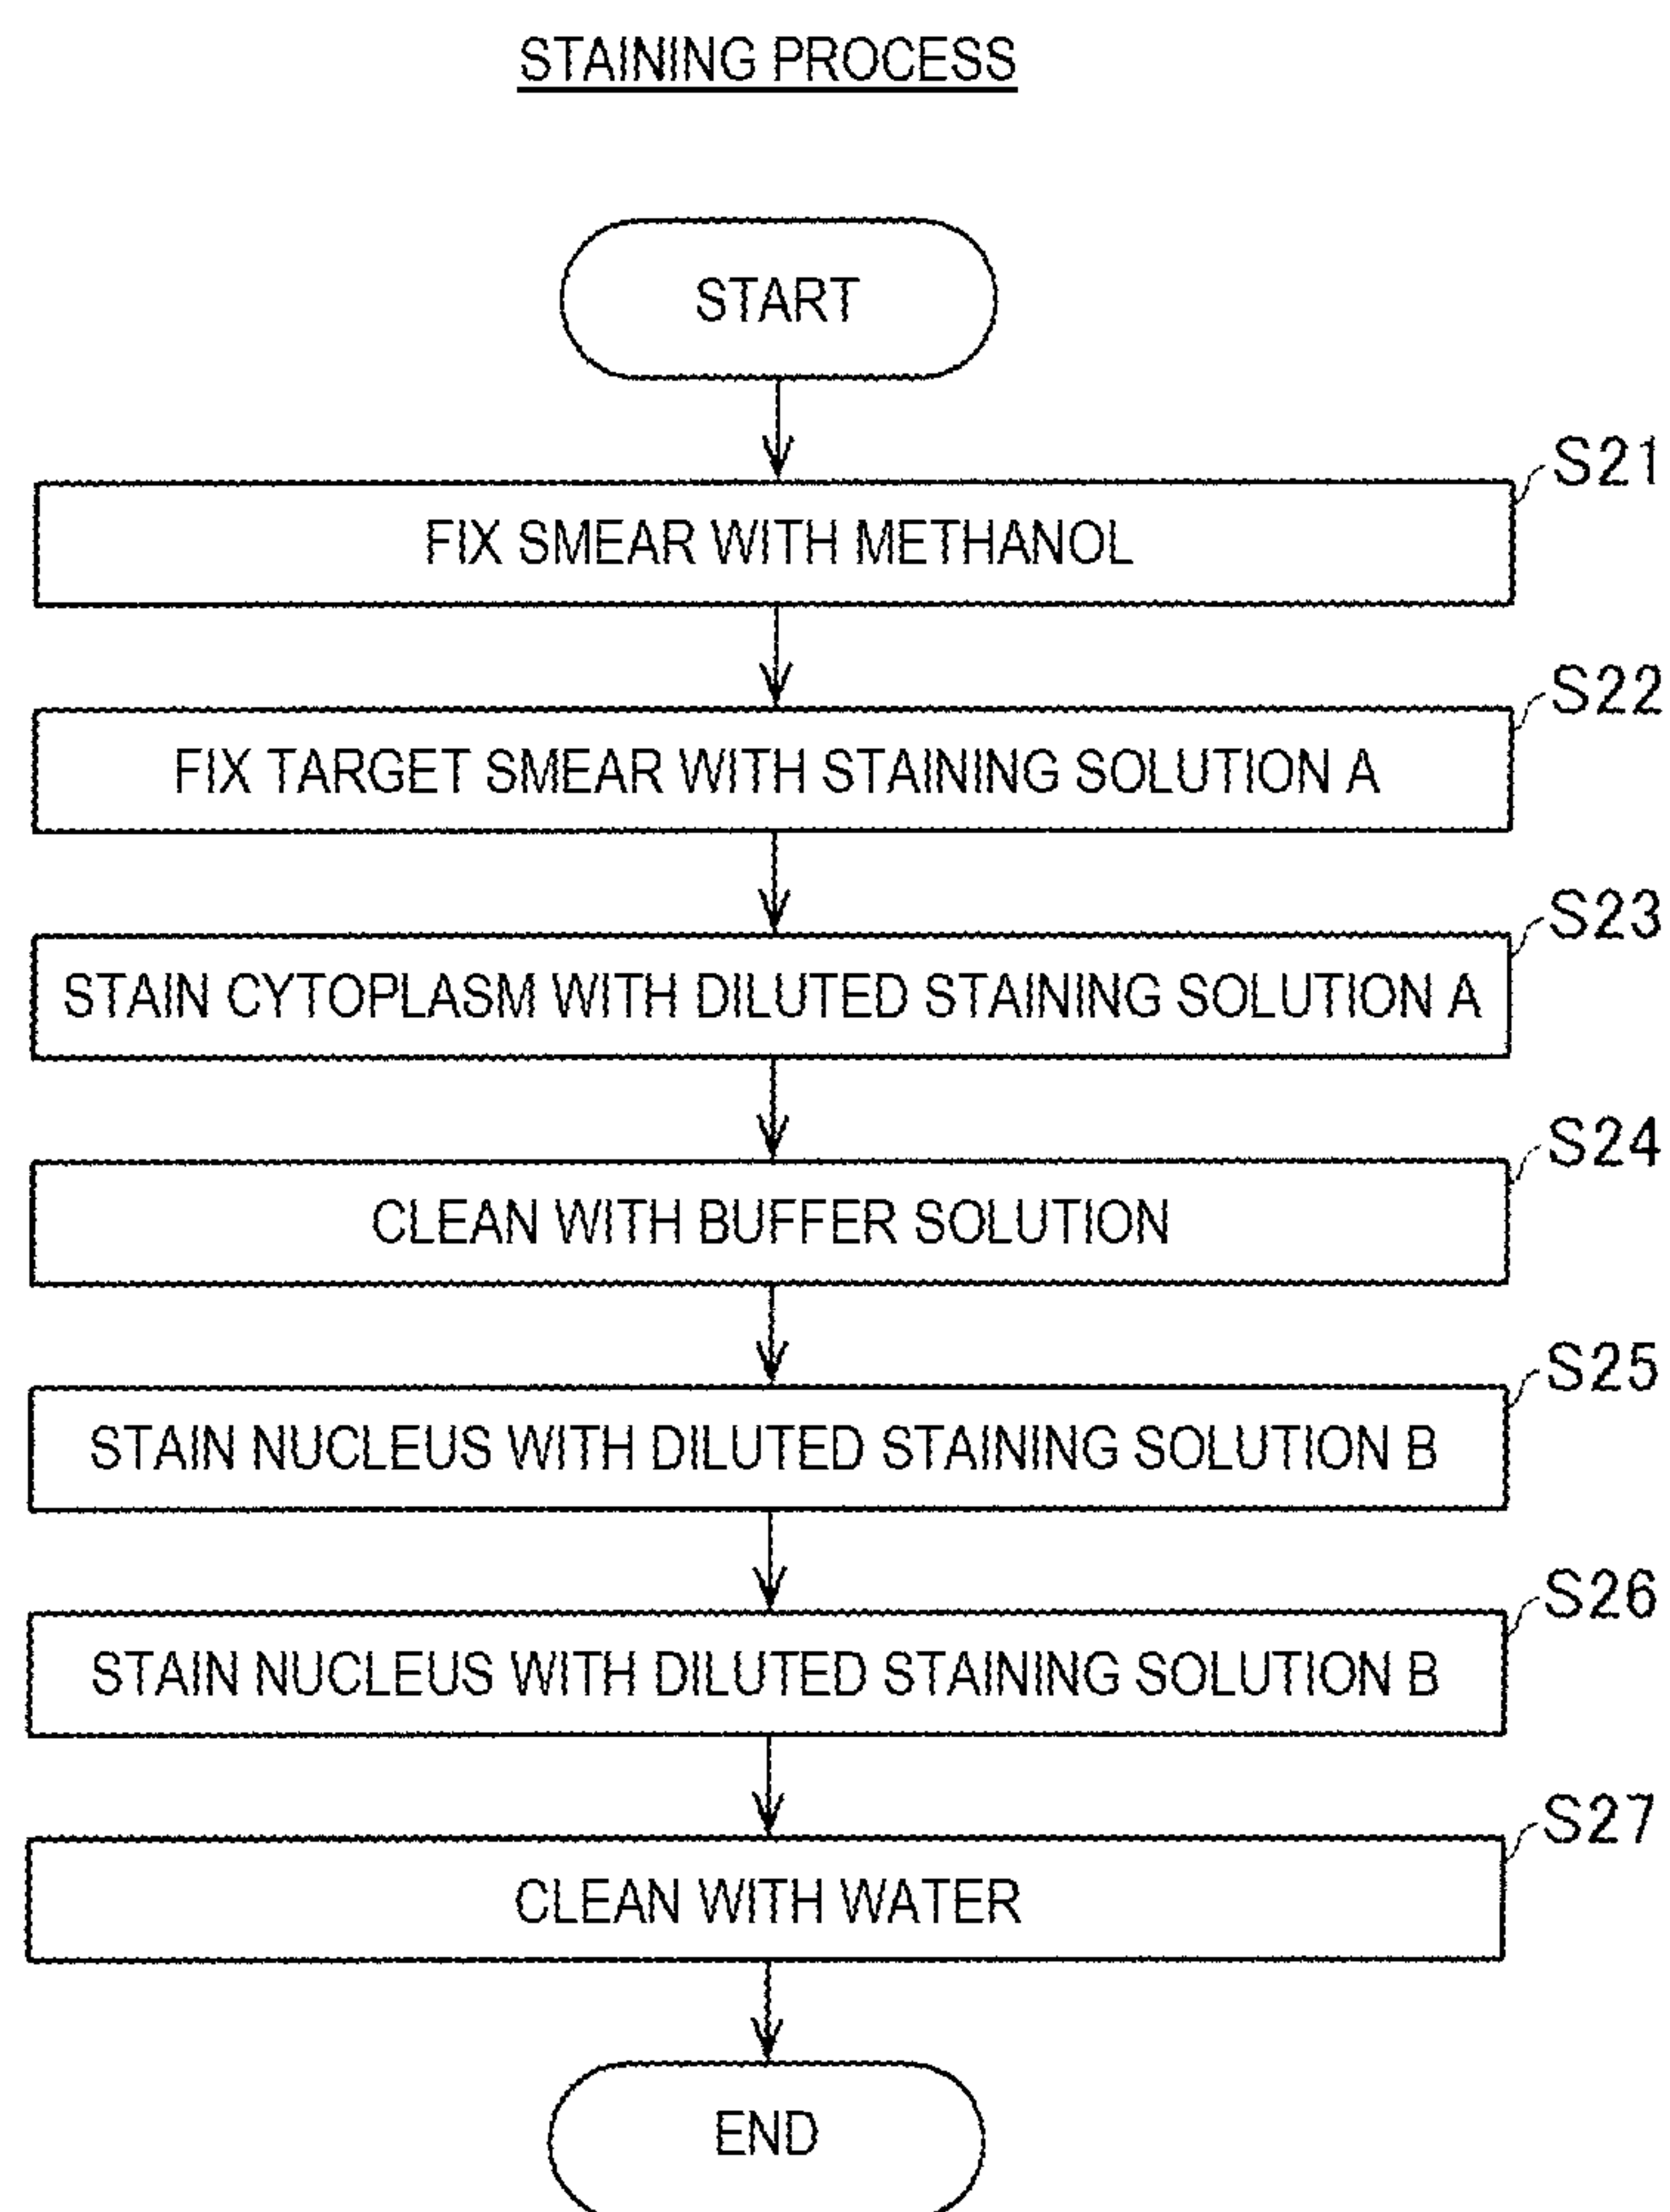 STAINING PROCESS
START
S21
FIX SMEAR WITH METHANOL
S22
FIX TARGET SMEAR WITH STAINING SOLUTION A
S23
STAIN CYTOPLASM WITH DILUTED STAINING SOLUTION A
S24
CLEAN WITH BUFFER SOLUTION
S25
STAIN NUCLEUS WITH DILUTED STAINING SOLUTION B
S26
STAIN NUCLEUS WITH DILUTED STAINING SOLUTION B
S27
CLEAN WITH WATER
END